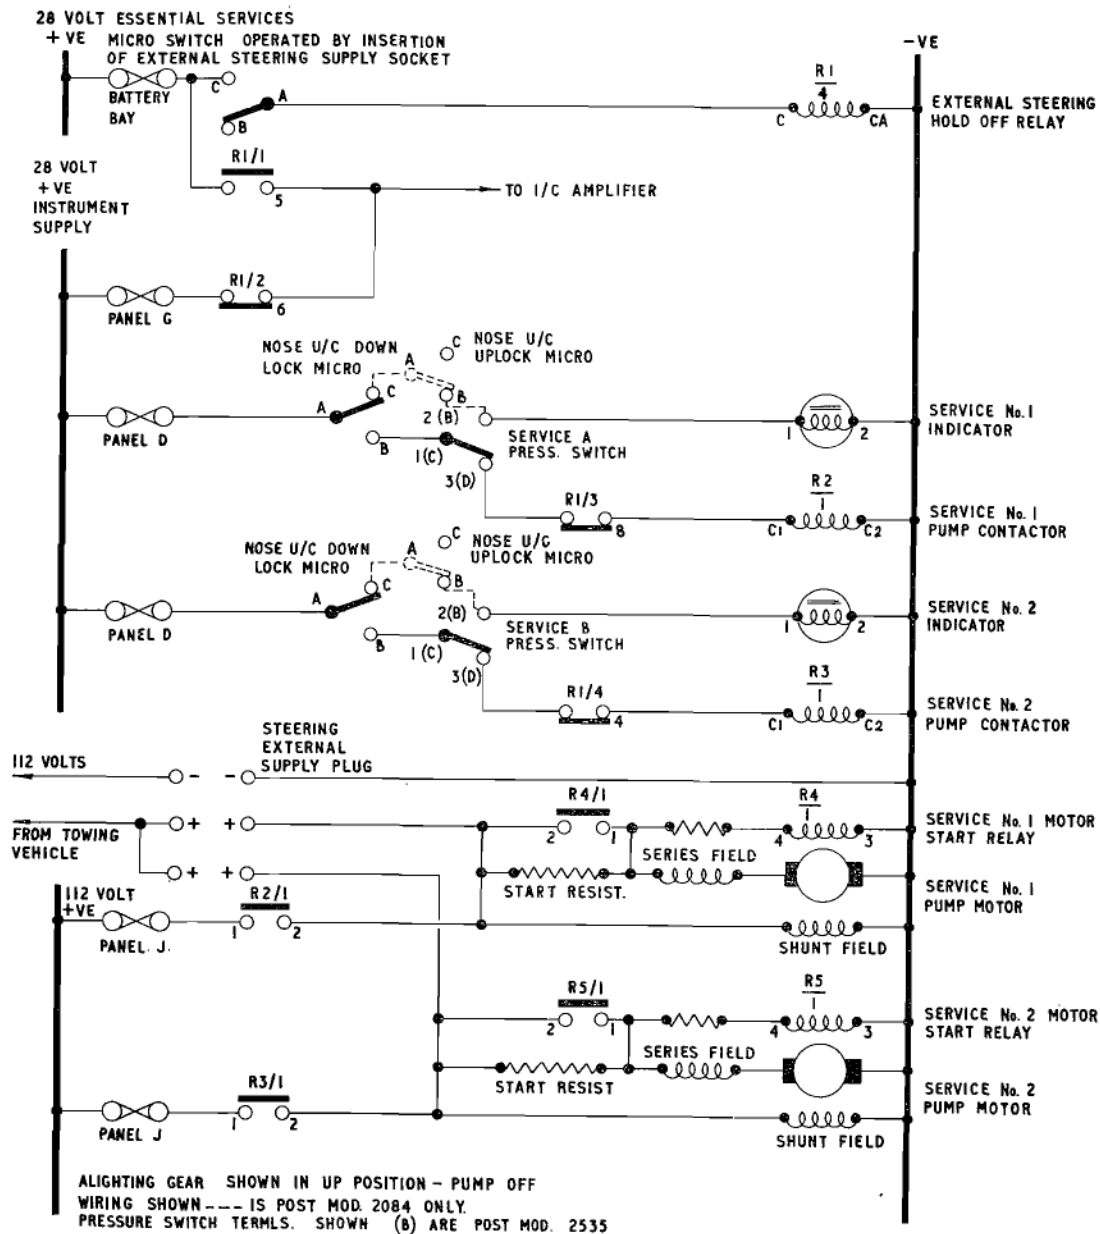 28 VOLT ESSENTIAL SERVICES
+VE
MICRO SWITCH OPERATED BY INSERTION
OF EXTERNAL STEERING SUPPLY SOCKET
-VE
BATTERY
BAY
C
A
B
R1
4
C
CA
EXTERNAL STEERING
HOLD OFF RELAY
R1/1
5
TO I/C AMPLIFIER
28 VOLT
+VE
INSTRUMENT
SUPPLY
R1/2
6
PANEL G
NOSE U/C DOWN
LOCK MICRO
A
C
NOSE U/C
UPLOCK MICRO
C
A
B
2(B)
PANEL D
B
1(C)
SERVICE A
PRESS. SWITCH
3(D)
1
2
SERVICE No.1
INDICATOR
R1/3
8
R2
1
C1
C2
SERVICE No. 1
PUMP CONTACTOR
NOSE U/C DOWN
LOCK MICRO
A
C
NOSE U/C
UPLOCK MICRO
C
A
B
2(B)
PANEL D
B
1(C)
SERVICE B
PRESS. SWITCH
3(D)
1
2
SERVICE No. 2
INDICATOR
R1/4
4
R3
1
C1
C2
SERVICE No. 2
PUMP CONTACTOR
STEERING
EXTERNAL
SUPPLY PLUG
112 VOLTS
-
-
+
+
FROM TOWING
VEHICLE
+
+
R4/1
2
1
R4
1
4
3
SERVICE No. 1 MOTOR
START RELAY
START RESIST.
SERIES FIELD
SERVICE No. 1
PUMP MOTOR
112 VOLT
+VE
R2/1
1
2
PANEL. J.
SHUNT FIELD
R5/1
2
1
R5
1
4
3
SERVICE No. 2 MOTOR
START RELAY
START RESIST
SERIES FIELD
SERVICE No. 2
PUMP MOTOR
R3/1
1
2
PANEL J
SHUNT FIELD
ALIGHTING GEAR SHOWN IN UP POSITION - PUMP OFF
WIRING SHOWN ---- IS POST MOD. 2084 ONLY.
PRESSURE SWITCH TERMLS. SHOWN (B) ARE POST MOD. 2535